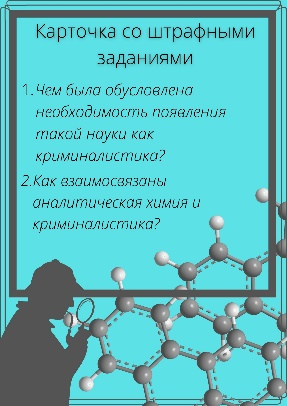 Карточка со штрафными
заданиями
1.Чем была обусловлена
необходимость появления
такой науки как
криминалистика?
2.Как взаимосвязаны
аналитическая химия и
криминалистика?